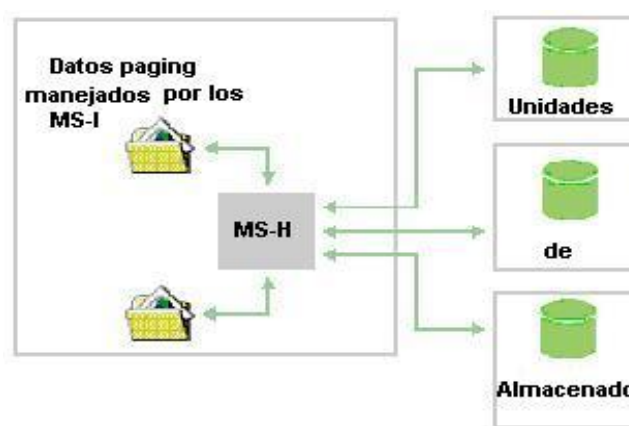 Datos paging
manejados por los
MS-I
MS-H
Unidades
de
Almacenado